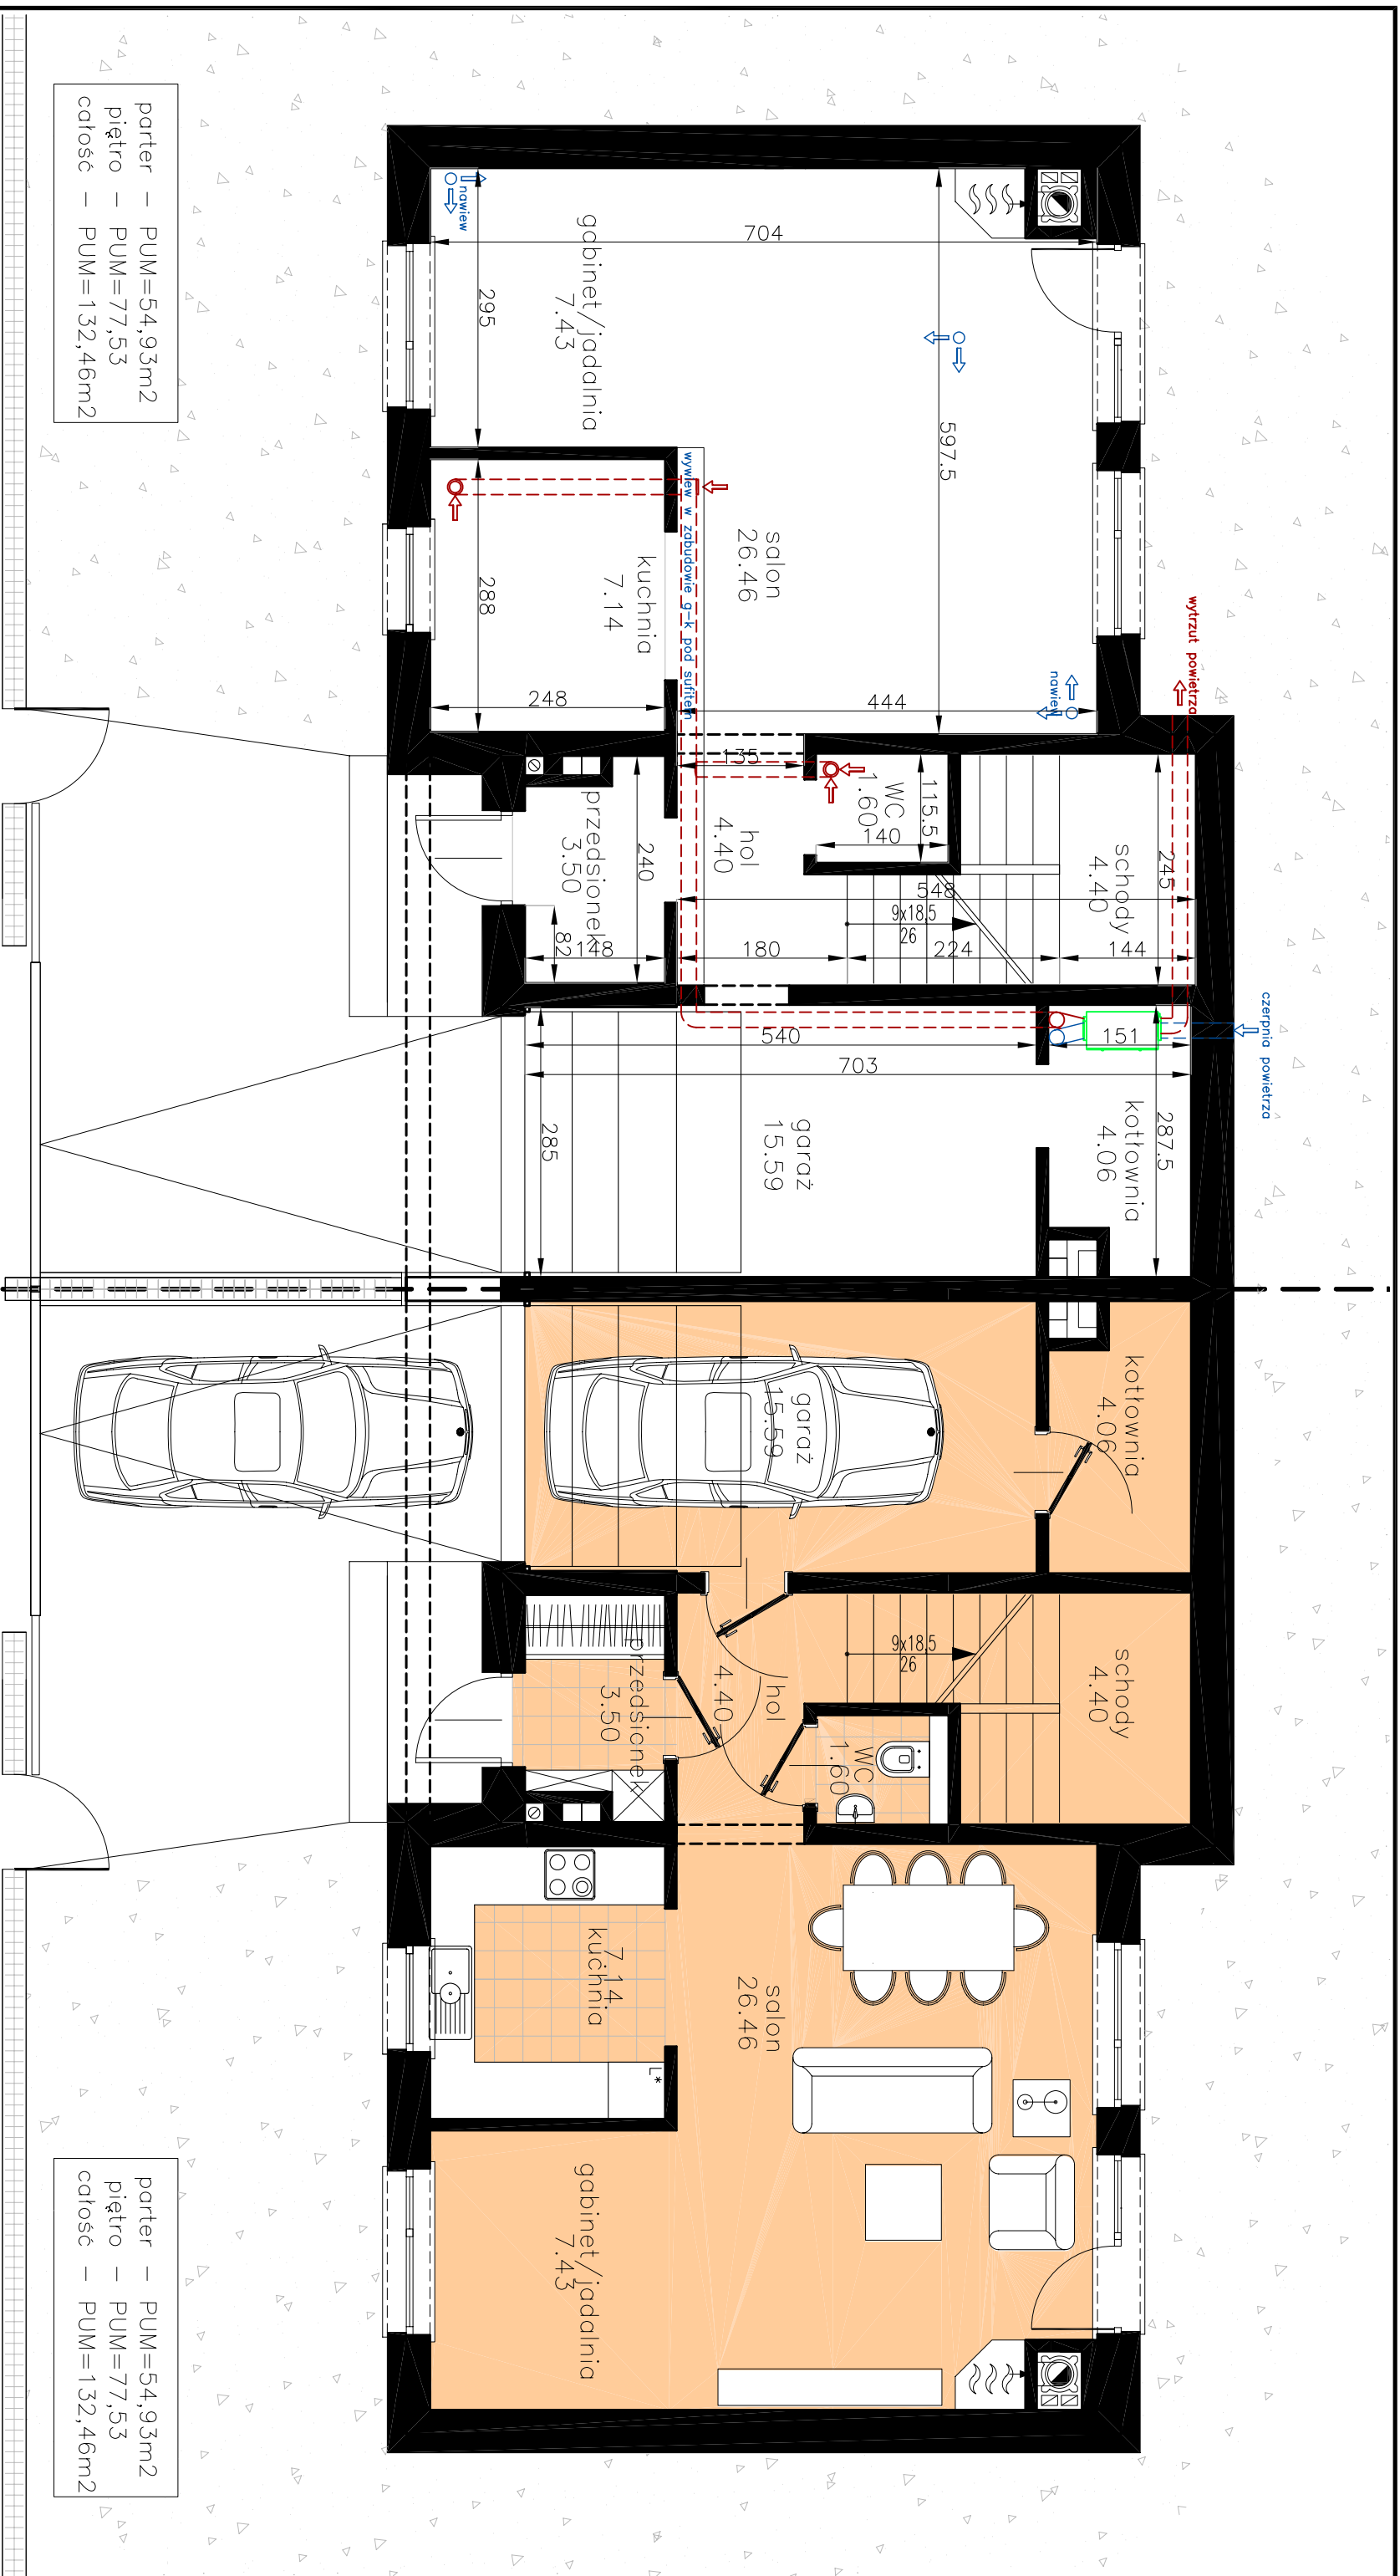 parter – PUM=54,93m2
piętro – PUM=77,53
całość – PUM=132,46m2
nawiew
gabinet/jadalnia
7.43
295
704
597.5
salon
26.46
wywiew w zabudowie g-k pod sufitem
kuchnia
7.14
288
248
444
nawiew
wytrzut powietrza
czerpnia powietrza
135
WC
1.60
115.5
140
hol
4.40
przedsionek
3.50
240
82
148
schody
4.40
245
548
9x18,5
26
180
224
144
540
151
703
garaż
15.59
285
kotłownia
4.06
287.5
kotłownia
4.06
garaż
15.59
schody
4.40
9x18,5
26
hol
4.40
przedsionek
3.50
WC
1.60
7.14
kuchnia
L*
salon
26.46
gabinet/jadalnia
7.43
parter – PUM=54,93m2
piętro – PUM=77,53
całość – PUM=132,46m2